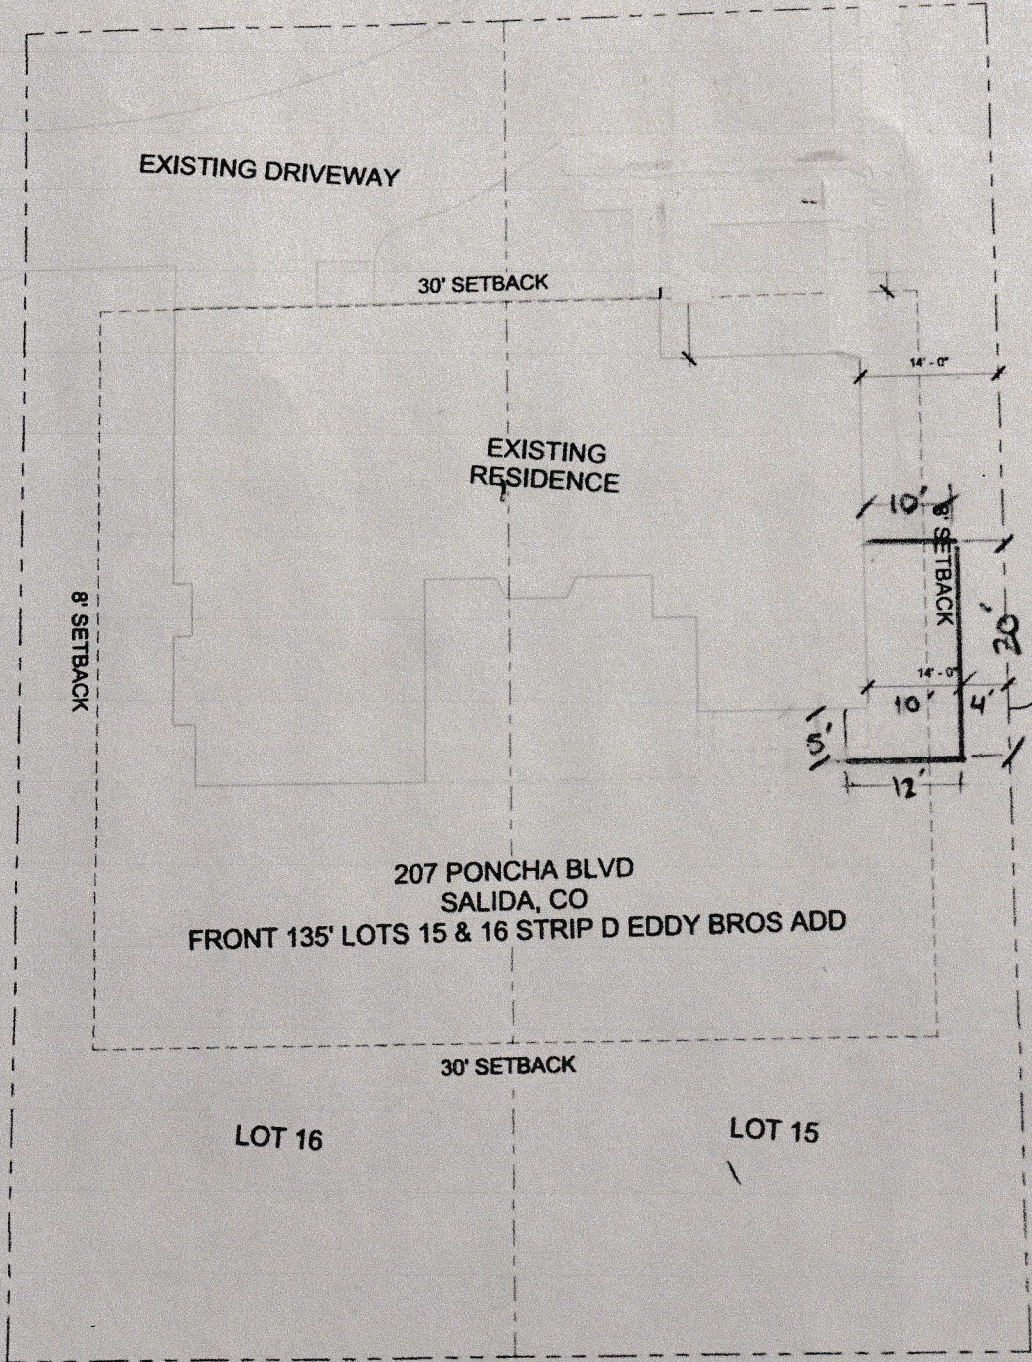 EXISTING DRIVEWAY
30' SETBACK
14' - 0"
EXISTING
RESIDENCE
10'
8' SETBACK
20'
8' SETBACK
14' - 0"
10'
4'
5'
12'
207 PONCHA BLVD
SALIDA, CO
FRONT 135' LOTS 15 & 16 STRIP D EDDY BROS ADD
30' SETBACK
LOT 16
LOT 15